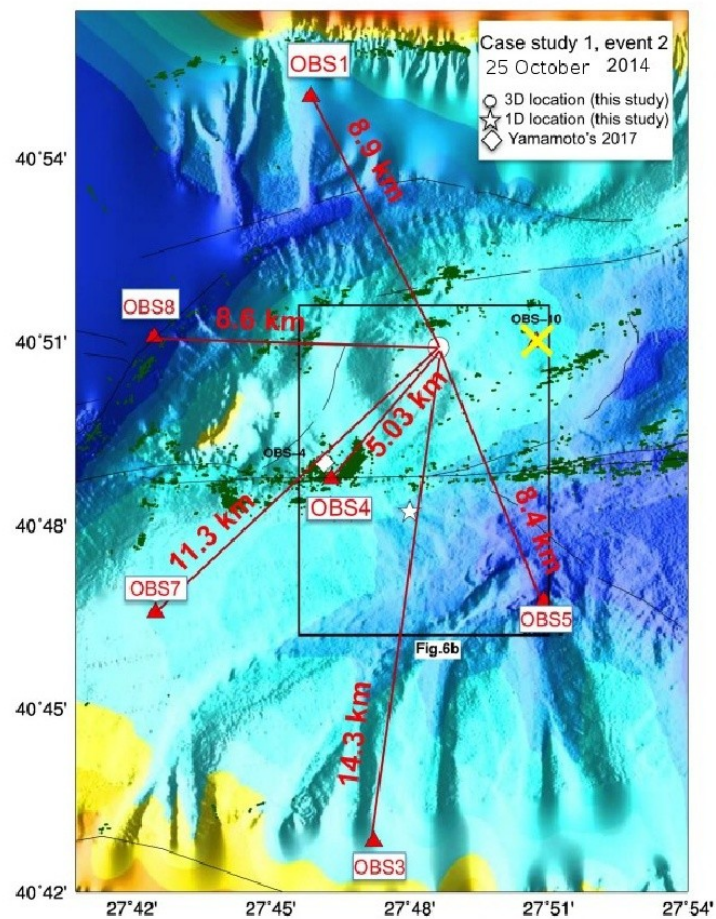 Case study 1, event 2
25 October 2014
3D location (this study)
1D location (this study)
Yamamoto's 2017
OBS1
8.9 km
40°54'
OBS8
8.6 km
OBS-10
40°51'
5.03 km
OBS-4
OBS4
40°48'
11.3 km
8.4 km
OBS7
OBS5
Fig.6b
40°45'
14.3 km
OBS3
40°42'
27°42' 27°45' 27°48' 27°51' 27°54'